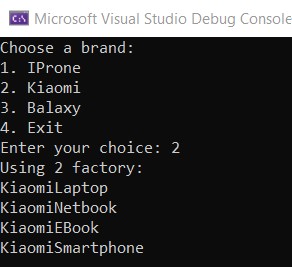 Microsoft Visual Studio Debug Console
Choose a brand:
1. IProne
2. Kiaomi
3. Balaxy
4. Exit
Enter your choice: 2
Using 2 factory:
KiaomiLaptop
KiaomiNetbook
KiaomiEBook
KiaomiSmartphone